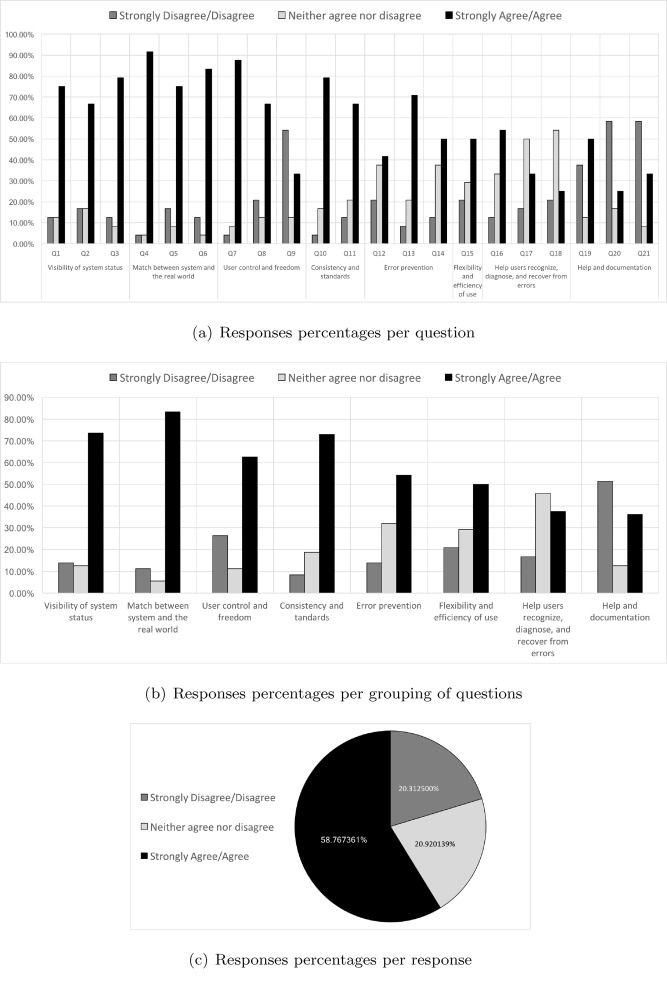 Strongly Disagree/Disagree Neither agree nor disagree Strongly Agree/Agree
100.00%
90.00%
80.00%
70.00%
60.00%
50.00%
40.00%
30.00%
20.00%
10.00%
0.00%
Q1 Q2 Q3 Q4 Q5 Q6 Q7 Q8 Q9 Q10 Q11 Q12 Q13 Q14 Q15 Q16 Q17 Q18 Q19 Q20 Q21
Visibility of system status
Match between system and
the real world
User control and freedom
Consistency and
standards
Error prevention
Flexibility
and
efficiency
of use
Help users recognize,
diagnose, and recover from
errors
Help and documentation
(a) Responses percentages per question
Strongly Disagree/Disagree Neither agree nor disagree Strongly Agree/Agree
90.00%
80.00%
70.00%
60.00%
50.00%
40.00%
30.00%
20.00%
10.00%
0.00%
Visibility of system
status
Match between
system and the
real world
User control and
freedom
Consistency and
tandards
Error prevention
Flexibility and
efficiency of use
Help users
recognize,
diagnose, and
recover from
errors
Help and
documentation
(b) Responses percentages per grouping of questions
Strongly Disagree/Disagree
Neither agree nor disagree
Strongly Agree/Agree
20.312500%
58.767361%
20.920139%
(c) Responses percentages per response